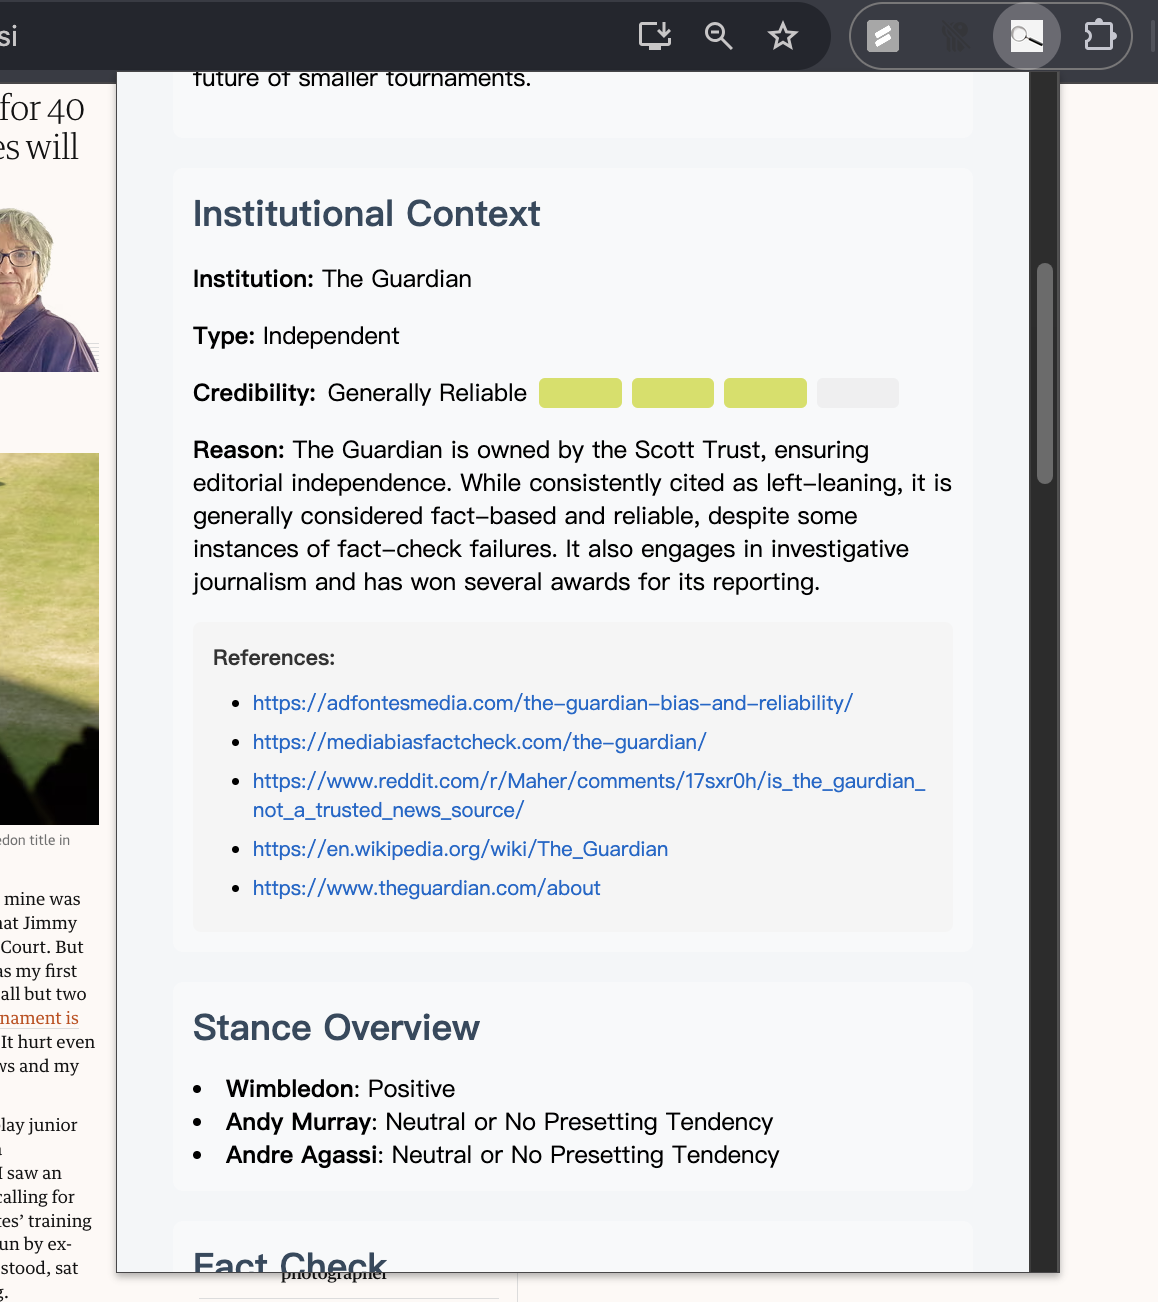 si
for 40
es will
edon title in
mine was
hat Jimmy
Court. But
as my first
all but two
nament is
It hurt even
ws and my
lay junior
I saw an
calling for
tes' training
un by ex-
stood, sat
g.
future of smaller tournaments.
Institutional Context
Institution: The Guardian
Type: Independent
Credibility: Generally Reliable
Reason: The Guardian is owned by the Scott Trust, ensuring
editorial independence. While consistently cited as left-leaning, it is
generally considered fact-based and reliable, despite some
instances of fact-check failures. It also engages in investigative
journalism and has won several awards for its reporting.
References:
• https://adfontesmedia.com/the-guardian-bias-and-reliability/
• https://mediabiasfactcheck.com/the-guardian/
• https://www.reddit.com/r/Maher/comments/17sxr0h/is_the_gaurdian_
not_a_trusted_news_source/
• https://en.wikipedia.org/wiki/The_Guardian
• https://www.theguardian.com/about
Stance Overview
• Wimbledon: Positive
• Andy Murray: Neutral or No Presetting Tendency
• Andre Agassi: Neutral or No Presetting Tendency
Fact Check
photographer